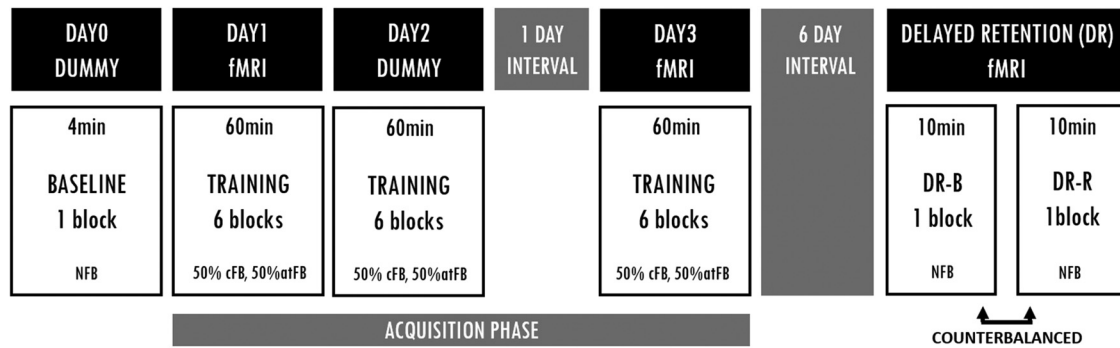 DAY0
DUMMY
DAY1
fMRI
DAY2
DUMMY
1 DAY
INTERVAL
DAY3
fMRI
6 DAY
INTERVAL
DELAYED RETENTION (DR)
fMRI
4min
BASELINE
1 block
NFB
60min
TRAINING
6 blocks
50% cFB, 50%atFB
60min
TRAINING
6 blocks
50% cFB, 50%atFB
60min
TRAINING
6 blocks
50% cFB, 50%atFB
10min
DR-B
1 block
NFB
10min
DR-R
1block
NFB
ACQUISITION PHASE
COUNTERBALANCED